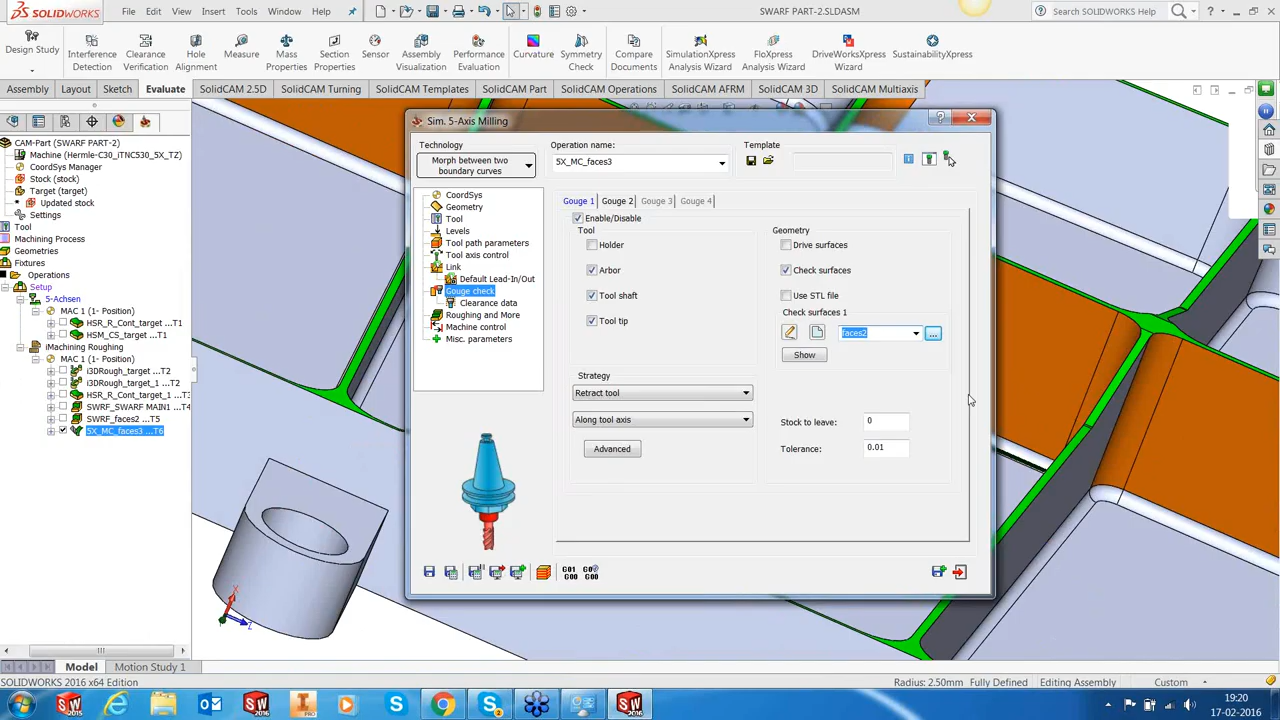 SOLIDWORKS
File Edit View Insert Tools Window Help
SWARF PART-2.SLDASM
Search SOLIDWORKS Help
Design Study
Interference Detection
Clearance Verification
Hole Alignment
Measure
Mass Properties
Section Properties
Sensor
Assembly Visualization
Performance Evaluation
Curvature
Symmetry Check
Compare Documents
SimulationXpress Analysis Wizard
FloXpress Analysis Wizard
DriveWorksXpress Wizard
SustainabilityXpress
Assembly Layout Sketch Evaluate SolidCAM 2.5D SolidCAM Turning SolidCAM Templates SolidCAM Part SolidCAM Operations SolidCAM AFRM SolidCAM 3D SolidCAM Multiaxis
CAM-Part (SWARF PART-2)
Machine (Hermle-C30_iTNC530_5X_TZ)
CoordSys Manager
Stock (stock)
Target (target)
Updated stock
Settings
Tool
Machining Process
Geometries
Fixtures
Operations
Setup
5-Achsen
MAC 1 (1- Position)
HSR_R_Cont_target ...T1
HSM_CS_target ...T1
iMachining Roughing
MAC 1 (1- Position)
i3DRough_target ...T2
i3DRough_target_1 ...T2
HSR_R_Cont_target_1 ...T1
SWRF_SWARF MAIN1 ...T4
SWRF_faces2 ...T5
5X_MC_faces3 ...T6
Sim. 5-Axis Milling
Technology
Morph between two boundary curves
Operation name:
5X_MC_faces3
Template
CoordSys
Geometry
Tool
Levels
Tool path parameters
Tool axis control
Link
Default Lead-In/Out
Gouge check
Clearance data
Roughing and More
Machine control
Misc. parameters
Gouge 1 Gouge 2 Gouge 3 Gouge 4
Enable/Disable
Tool
Holder
Arbor
Tool shaft
Tool tip
Geometry
Drive surfaces
Check surfaces
Use STL file
Check surfaces 1
faces2
...
Show
Strategy
Retract tool
Along tool axis
Advanced
Stock to leave: 0
Tolerance: 0.01
G01 G00
Z
Model Motion Study 1
SOLIDWORKS 2016 x64 Edition
Radius: 2.50mm Fully Defined Editing Assembly Custom
19:20
17-02-2016